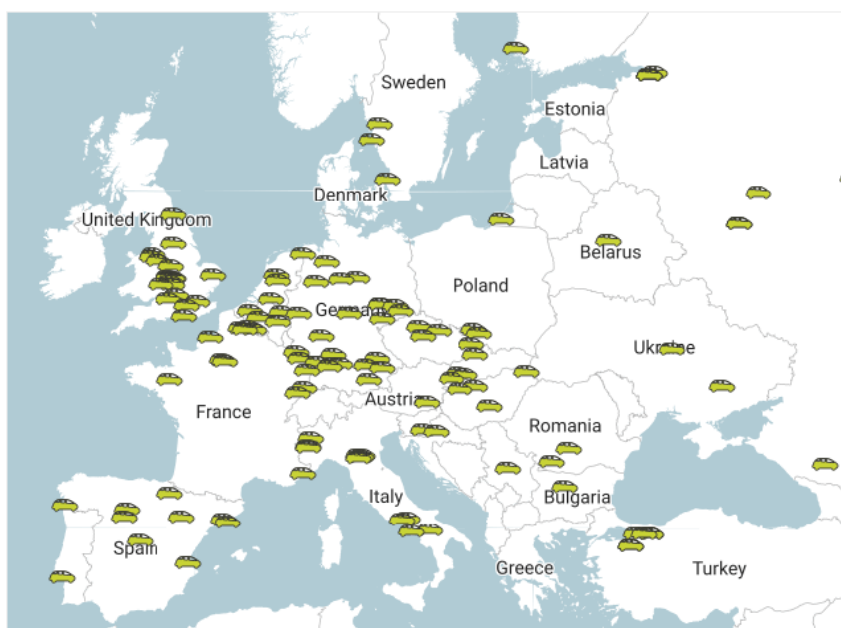 Sweden
Estonia
Latvia
Denmark
United Kingdom
Belarus
Poland
Germany
Ukraine
France
Austria
Romania
Italy
Bulgaria
Spain
Greece
Turkey